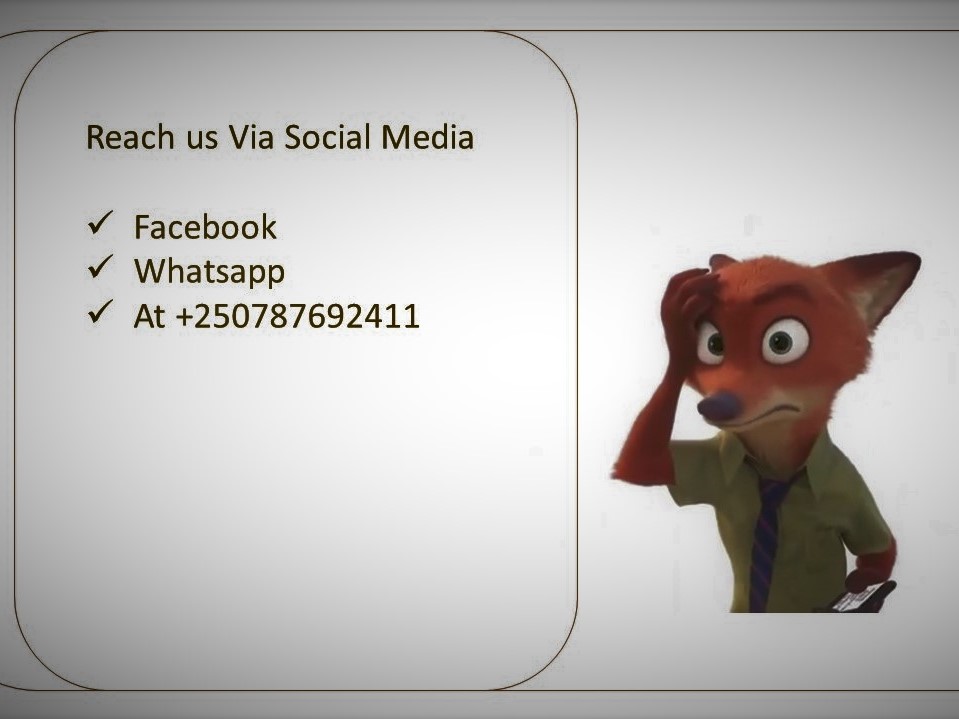 Reach us Via Social Media
✓ Facebook
✓ Whatsapp
✓ At +250787692411